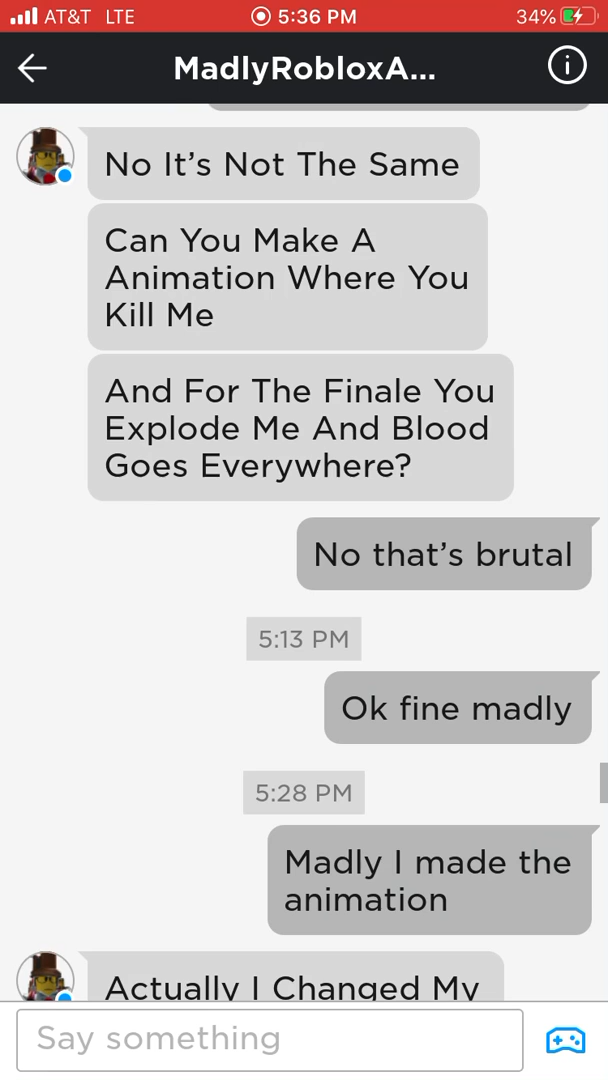 AT&T LTE 5:36 PM 34%
MadlyRobloxA...
No It’s Not The Same
Can You Make A
Animation Where You
Kill Me
And For The Finale You
Explode Me And Blood
Goes Everywhere?
No that’s brutal
5:13 PM
Ok fine madly
5:28 PM
Madly I made the
animation
Actually I Changed My
Say something